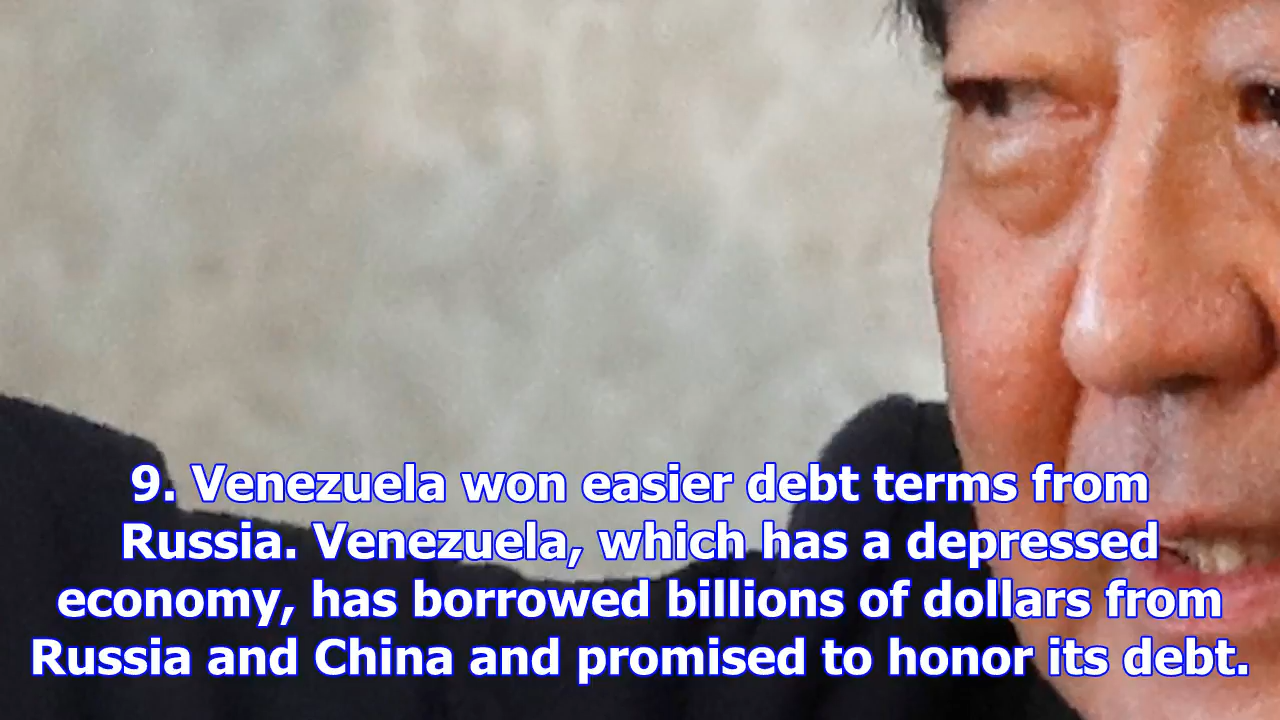 9. Venezuela won easier debt terms from
Russia. Venezuela, which has a depressed
economy, has borrowed billions of dollars from
Russia and China and promised to honor its debt.